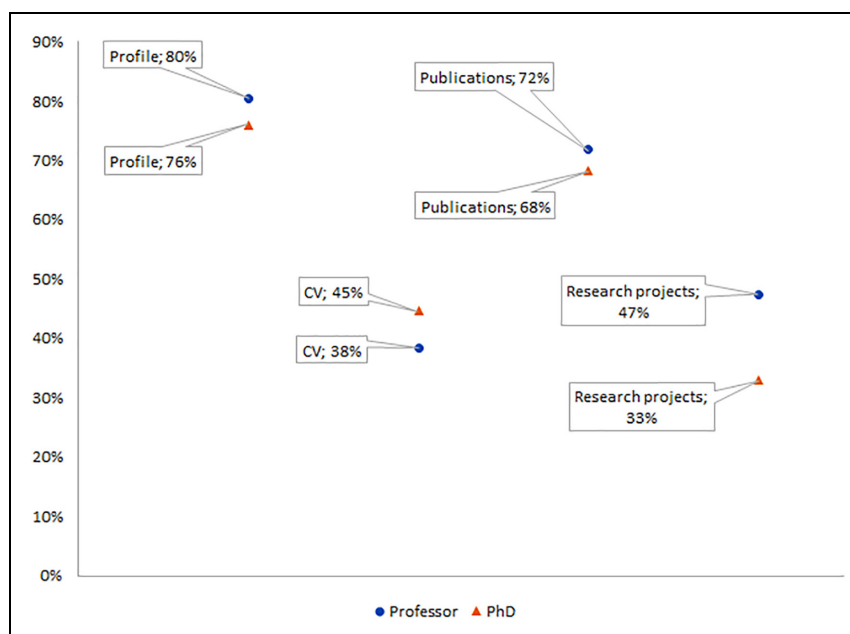 90%
80%
70%
60%
50%
40%
30%
20%
10%
0%
Profile; 80%
Profile; 76%
Publications; 72%
Publications; 68%
CV; 45%
CV; 38%
Research projects;
47%
Research projects;
33%
Professor
PhD